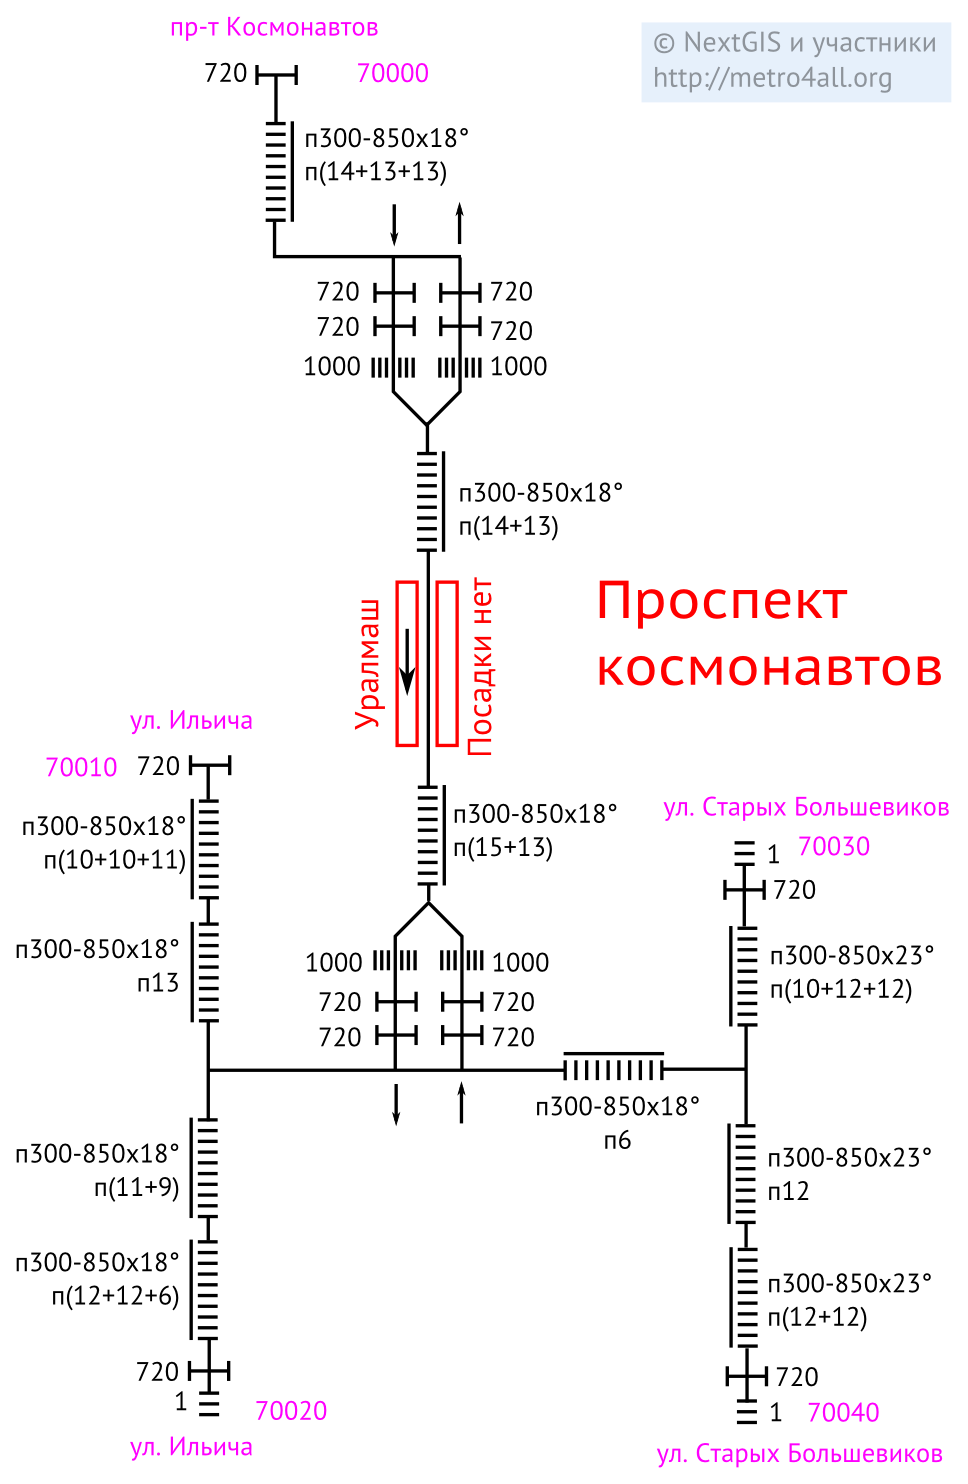 пр-т Космонавтов
© NextGIS и участники
http://metro4all.org
720
70000
п300-850x18°
п(14+13+13)
720
720
720
720
1000
1000
п300-850x18°
п(14+13)
Уралмаш
Посадки нет
Проспект
космонавтов
ул. Ильича
70010
720
п300-850x18°
п(10+10+11)
п300-850x18°
п13
п300-850x18°
п(15+13)
ул. Старых Большевиков
1
70030
720
п300-850x23°
п(10+12+12)
1000
1000
720
720
720
720
п300-850x18°
п6
п300-850x18°
п(11+9)
п300-850x18°
п(12+12+6)
720
1
70020
ул. Ильича
п300-850x23°
п12
п300-850x23°
п(12+12)
720
1
70040
ул. Старых Большевиков